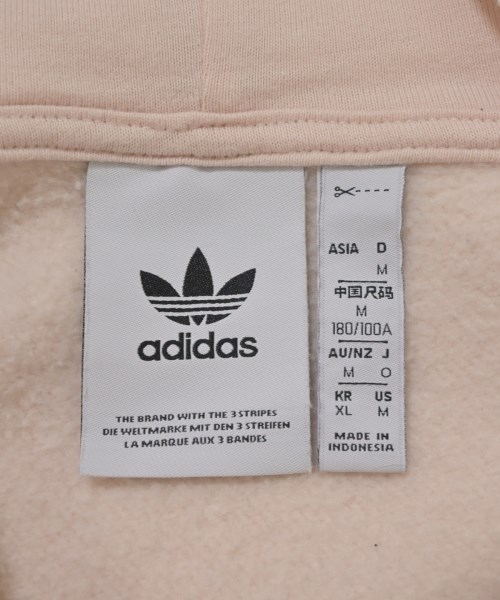 adidas
THE BRAND WITH THE 3 STRIPES
DIE WELTMARKE MIT DEN 3 STREIFEN
LA MARQUE AUX 3 BANDES
ASIA D
M
中国尺码
M
180/100A
AU/NZ J
M O
KR US
XL M
MADE IN
INDONESIA